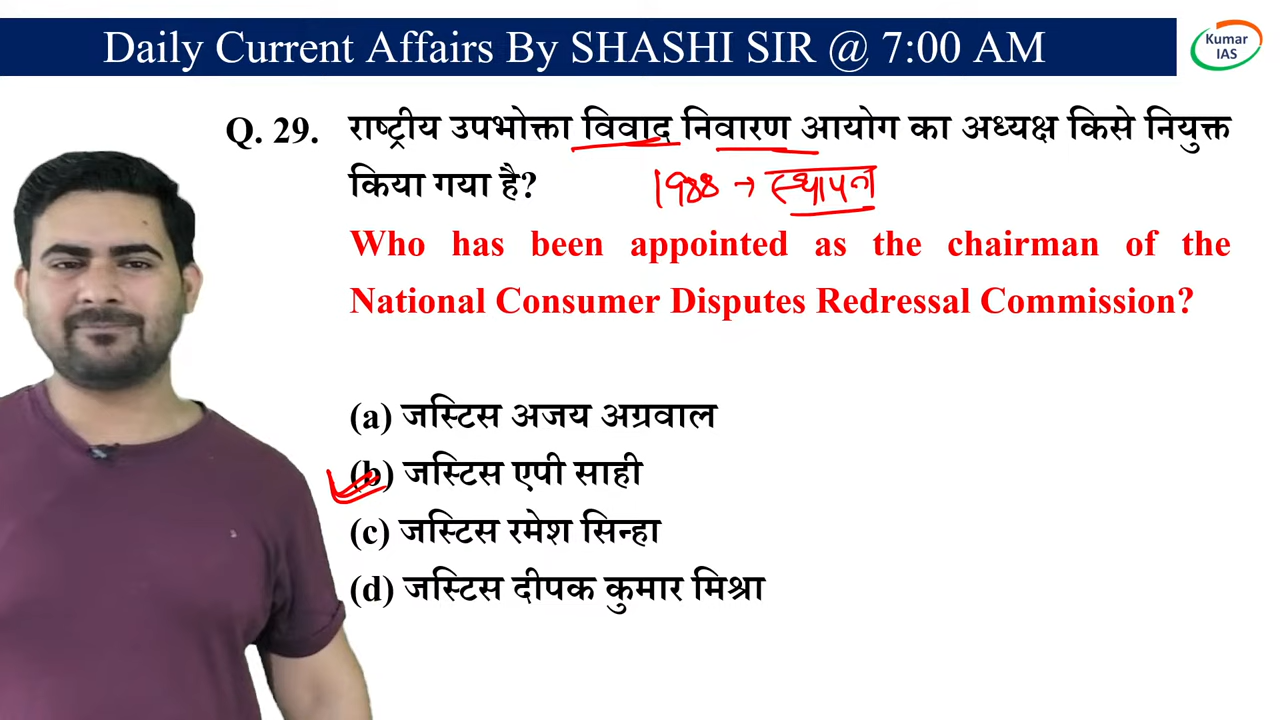 Daily Current Affairs By SHASHI SIR @ 7:00 AM
Kumar
IAS
Q. 29. राष्ट्रीय उपभोक्ता विवाद निवारण आयोग का अध्यक्ष किसे नियुक्त
किया गया है? 1988 → स्थापना
Who has been appointed as the chairman of the
National Consumer Disputes Redressal Commission?
(a) जस्टिस अजय अग्रवाल
(b) जस्टिस एपी साही
(c) जस्टिस रमेश सिन्हा
(d) जस्टिस दीपक कुमार मिश्रा